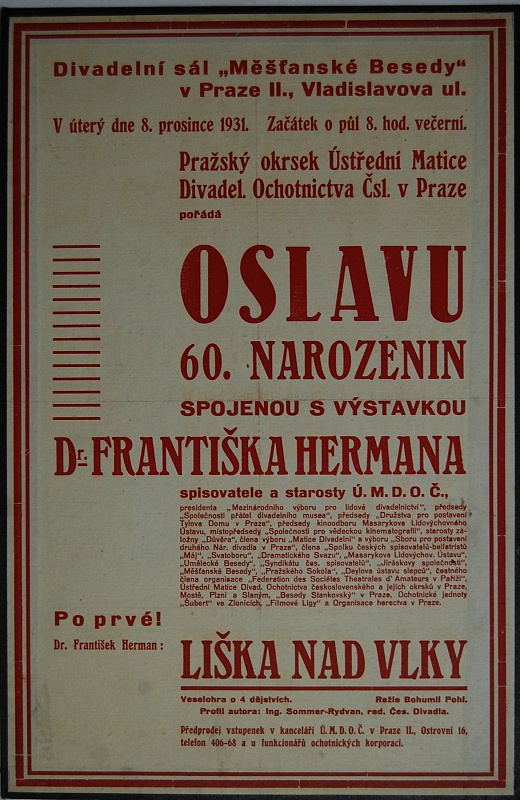 Divadelní sál „Měšťanské Besedy“
v Praze II., Vladislavova ul.
V úterý dne 8. prosince 1931. Začátek o půl 8. hod. večerní.
Pražský okrsek Ústřední Matice
Divadel. Ochotnictva Čsl. v Praze
pořádá
OSLAVU
60. NAROZENIN
SPOJENOU S VÝSTAVKOU
Dr. FRANTIŠKA HERMANA
spisovatele a starosty Ú. M. D. O. Č.,
presidenta „Mezinárodního výboru pro lidové divadelnictví“, předsedy
„Společnosti přátel divadelního musea“, předsedy „Družstva pro postavení
Tylova Domu v Praze“, předsedy kinoodboru Masarykova Lidovýchovného
Ústavu, místopředsedy „Společnosti pro vědeckou kinematografii“, starosty zá-
ložny „Důvěra“, člena výboru „Matice Divadelní“ a výboru „Sboru pro postavení
druhého Nár. divadla v Praze“, člena „Spolku českých spisovatelů-beletristů
„Máj“, „Svatoboru“, „Dramatického Svazu“, „Masarykova Lidovýchov. Ústavu“,
„Umělecké Besedy“, „Syndikátu čes. spisovatelů“, „Jiráskovy společnosti“,
„Měšťanské Besedy“, „Pražského Sokola“, „Deylova ústavu slepců“, čestného
člena organisace „Federation des Sociétes Theatrales d' Amateurs v Paříži“,
Ústřední Matice Divad. Ochotnictva československého a jejích okrsků v Praze,
Mostě, Plzni a Slaným, „Besedy Stankovský“ v Praze, Ochotnické jednoty
„Šubert“ ve Zlonicích, „Filmové Ligy“ a Organisace herectva v Praze.
Po prvé!
Dr. František Herman:
LIŠKA NAD VLKY
Veselohra o 4 dějstvích. Režie Bohumil Pohl.
Profil autora: Ing. Sommer-Rydvan, red. Čes. Divadla.
Předprodej vstupenek v kanceláři Ú. M. D. O. Č. v Praze II., Ostrovní 16,
telefon 406-68 a u funkcionářů ochotnických korporací.